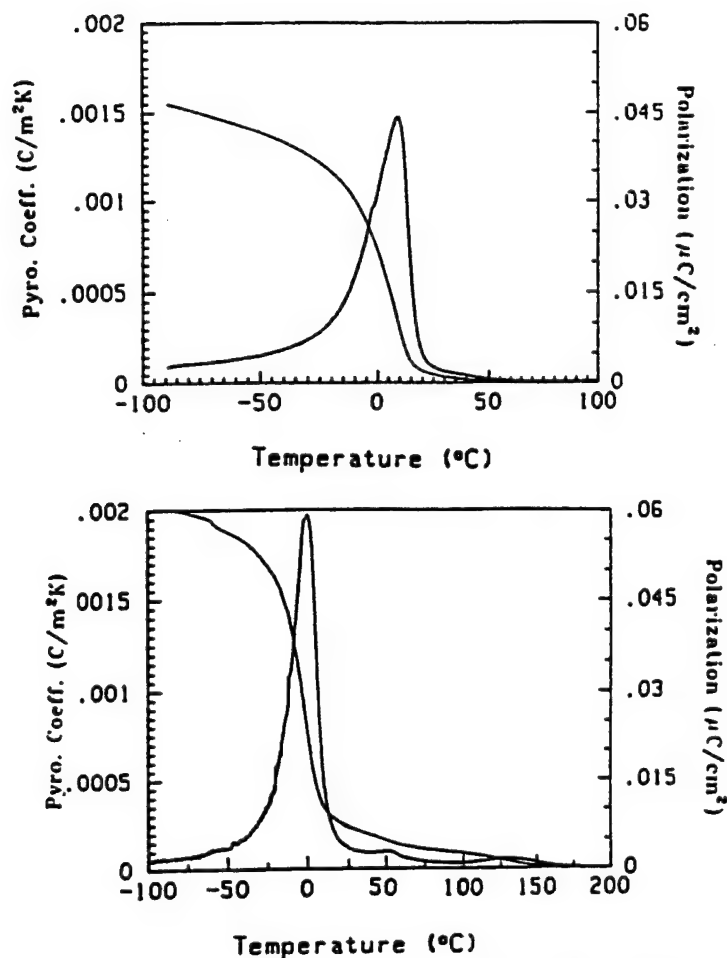 .002
.0015
.001
.0005
0
Pyro. Coeff. (C/m²K)
.06
.045
.03
.015
0
Polarization (μC/cm²)
-100 -50 0 50 100
Temperature (ºC)
.002
.0015
.001
.0005
0
Pyro. Coeff. (C/m²K)
.06
.045
.03
.015
0
Polarization (μC/cm²)
-100 -50 0 50 100 150 200
Temperature (ºC)